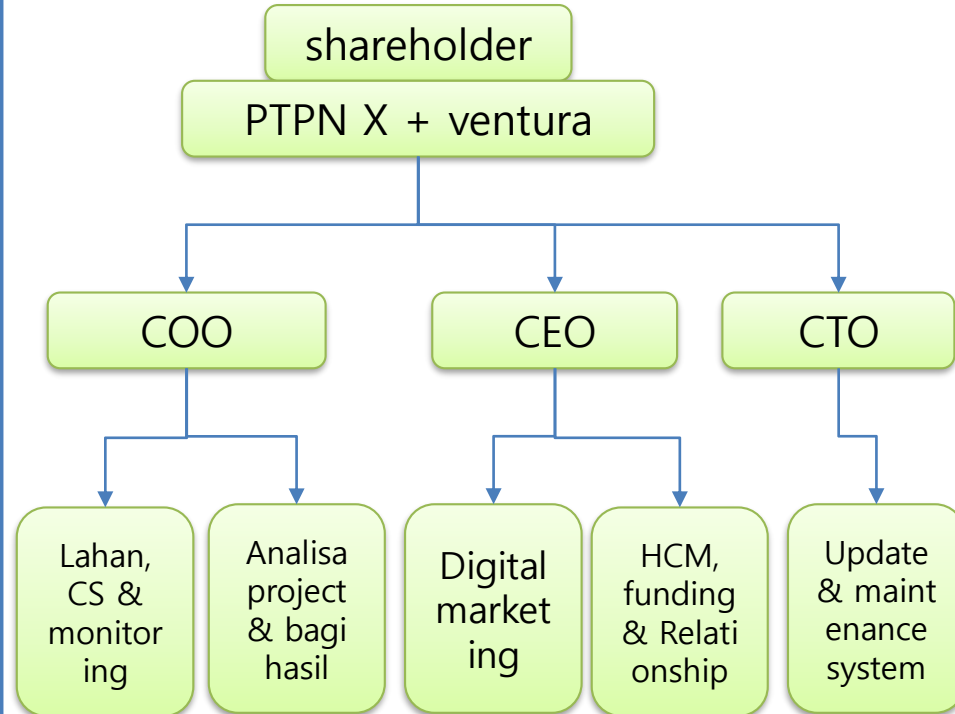 shareholder
PTPN X + ventura
COO
CEO
CTO
Lahan,
CS &
monitor
ing
Analisa
project
& bagi
hasil
Digital
market
ing
HCM,
funding
& Relati
onship
Update
& maint
enance
system